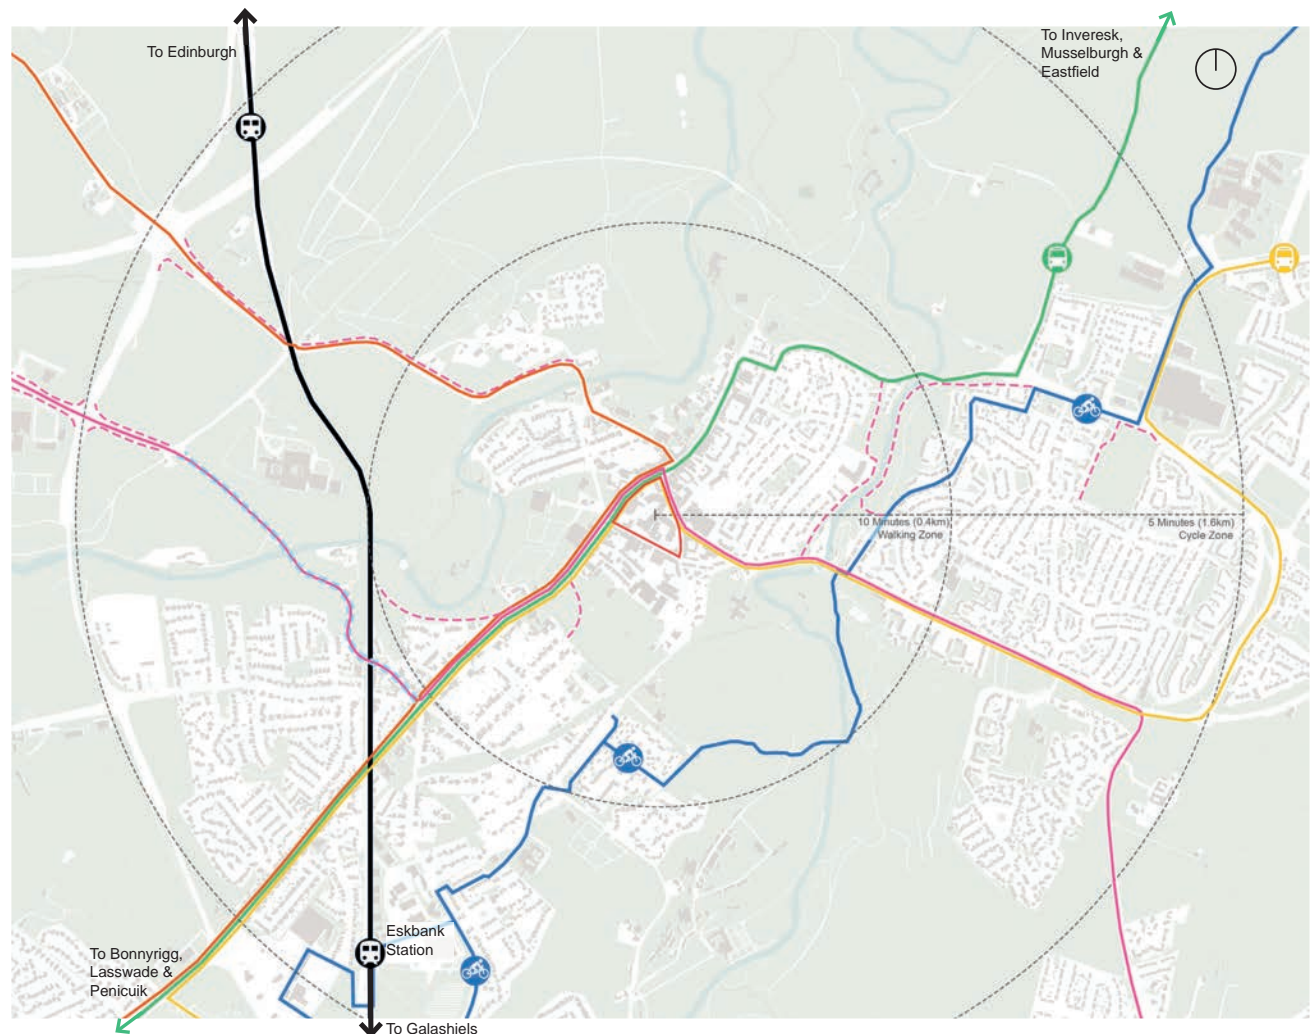 To Edinburgh
To Inveresk,
Musselburgh &
Eastfield
10 Minutes (0.4km)
Walking Zone
5 Minutes (1.6km)
Cycle Zone
Eskbank
Station
To Bonnyrigg,
Lasswade &
Penicuik
To Galashiels